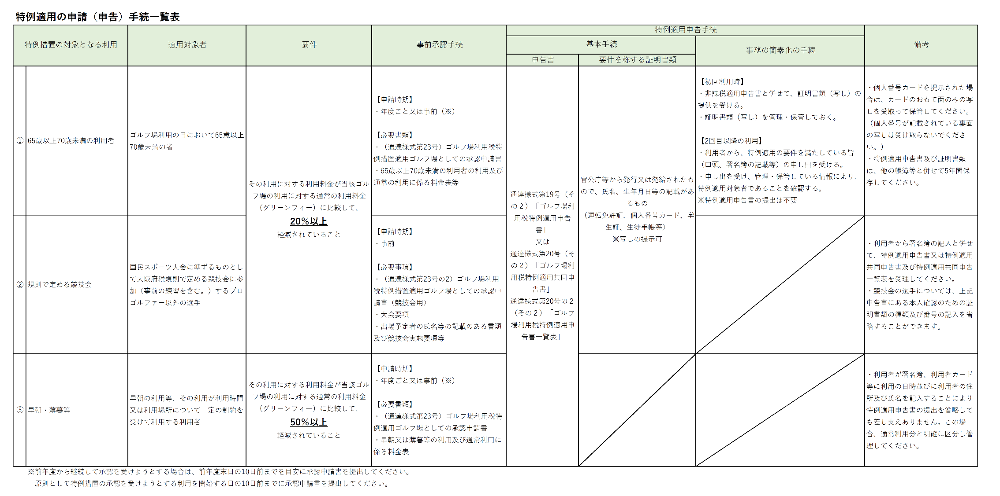 特例適用の申請（申告）手続一覧表
特例措置の対象となる利用
適用対象者
要件
事前承認手続
特例適用申告手続
基本手続
申告書
要件を称する証明書類
事務の簡素化の手続
備考
①
65歳以上70歳未満の利用者
ゴルフ場利用の日において65歳以上
70歳未満の者
その利用に対する利用料金が当該ゴル
フ場の利用に対する通常の利用料金
（グリーンフィー）に比較して、
20%以上
軽減されていること
【申請時期】
・年度ごと又は事前（※）
【必要書類】
・（通達様式第23号）ゴルフ場利用税特
例措置適用ゴルフ場としての承認申請書
・65歳以上70歳未満の利用者の利用及び
通常の利用に係る料金表等
通達様式第19号（そ
の２）「ゴルフ場利
用税特例適用申告
書」
又は
通達様式第20号（そ
の２）「ゴルフ場利
用税特例適用共同申
告書」
通達様式第20号の２
（その２）「ゴルフ
場利用税特例適用申
告書一覧表」
官公庁等から発行又は発給されたも
ので、氏名、生年月日等の記載があ
るもの
（運転免許証、個人番号カード、学
生証、生徒手帳等）
※写しの提示可
【初回利用時】
・非課税適用申告書と併せて、証明書類（写し）の
提供を受ける。
・証明書類（写し）を管理・保管しておく。
【2回目以降の利用】
・利用者から、特例適用の要件を満たしている旨
（口頭、署名簿の記載等）の申し出を受ける。
・申し出を受け、管理・保管している情報により、
特例適用対象者であることを確認する。
※特例適用申告書の提出は不要
・個人番号カードを提示された場
合は、カードのおもて面のみの写
しを受取って保管してください。
（個人番号が記載されている裏面
の写しは受け取らないでくださ
い。）
・特例適用申告書及び証明書類
は、他の帳簿等と併せて5年間保
存してください。
②
規則で定める競技会
国民スポーツ大会に準ずるものとし
て大阪府税規則で定める競技会に参
加（事前の練習を含む。）するプロ
ゴルファー以外の選手
【申請時期】
・事前
【必要事項】
・（通達様式第23号の2）ゴルフ場利用
税特例措置適用ゴルフ場としての承認申
請書（競技会用）
・大会要項
・出場予定者の氏名等の記載のある書類
及び競技会実施要項等
・利用者から署名簿の記入と併せ
て、特例適用申告書又は特例適用
共同申告書及び特例適用共同申告
一覧表を受理してください。
・競技会の選手については、上記
申告書にある本人確認のための証
明書類の種類及び番号の記入を省
略することができます。
③
早朝・薄暮等
早朝の利用等、その利用が利用時間
又は利用場所について一定の制約を
受けて利用する利用者
その利用に対する利用料金が当該ゴル
フ場の利用に対する通常の利用料金
（グリーンフィー）に比較して、
50%以上
軽減されていること
【申請時期】
・年度ごと又は事前（※）
【必要書類】
・（通達様式第23号）ゴルフ場利用税特
例適用ゴルフ場としての承認申請書
・早朝又は薄暮等の利用及び通常利用に
係る料金表
・利用者が署名簿、利用者カード
等に利用の日時並びに利用者の住
所及び氏名を記入することにより
特例適用申告書の提出を省略して
も差し支えありません。この場
合、通常利用分と明確に区分し管
理してください。
※前年度から継続して承認を受けようとする場合は、前年度末日の10日前までを目安に承認申請書を提出してください。
原則として特例措置の承認を受けようとする利用を開始する日の10日前までに承認申請書を提出してください。